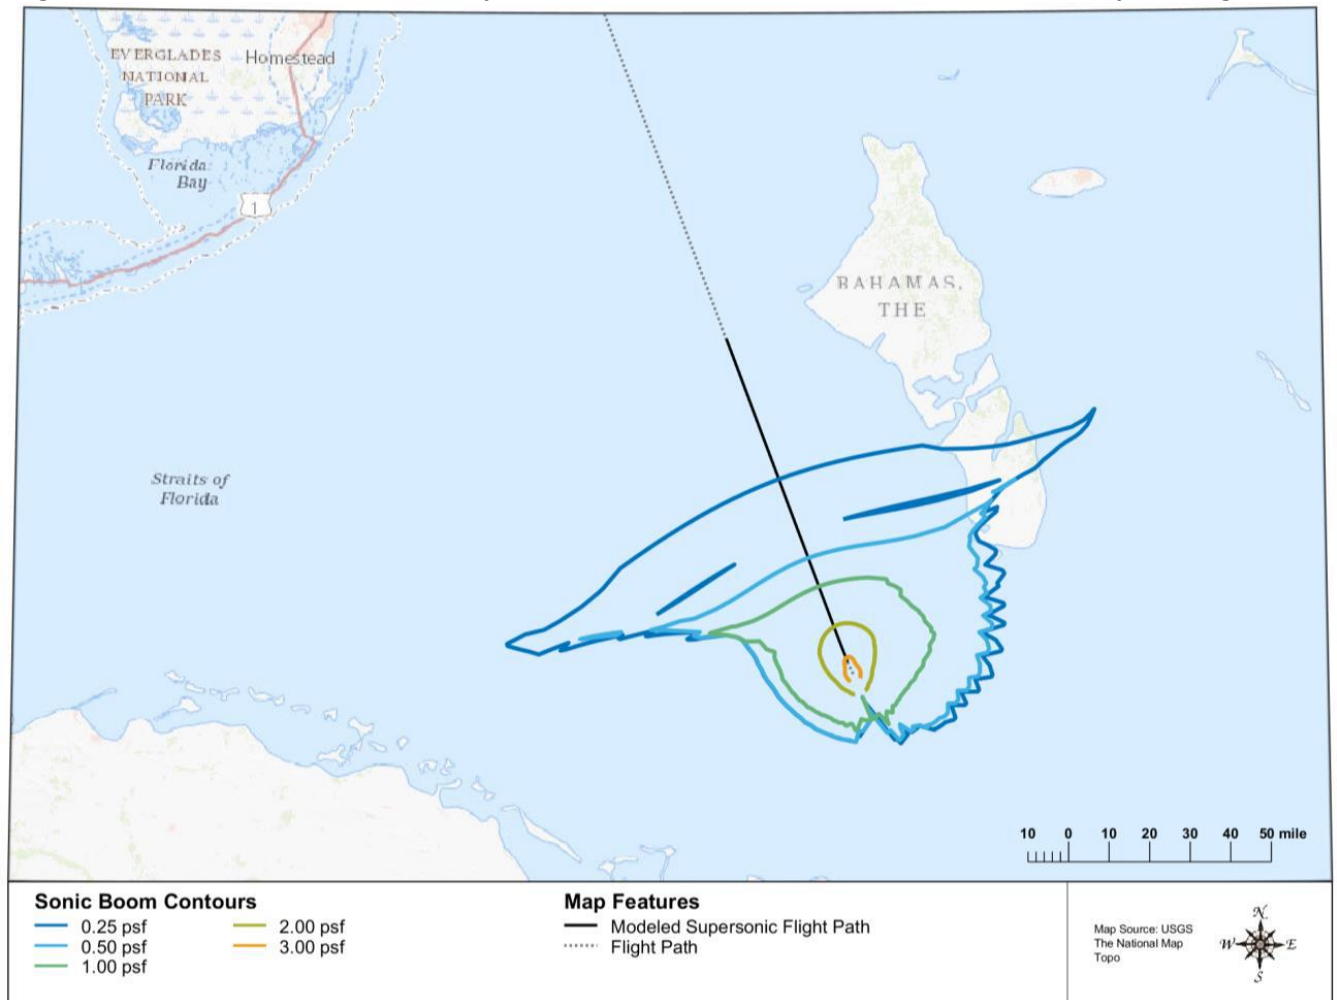 EVERGLADES
NATIONAL
PARK
Homestead
Florida
Bay
1
BAHAMAS,
THE
Straits of
Florida
10 0 10 20 30 40 50 mile
Sonic Boom Contours
0.25 psf
0.50 psf
1.00 psf
2.00 psf
3.00 psf
Map Features
Modeled Supersonic Flight Path
Flight Path
Map Source: USGS
The National Map
Topo
N
W E
S